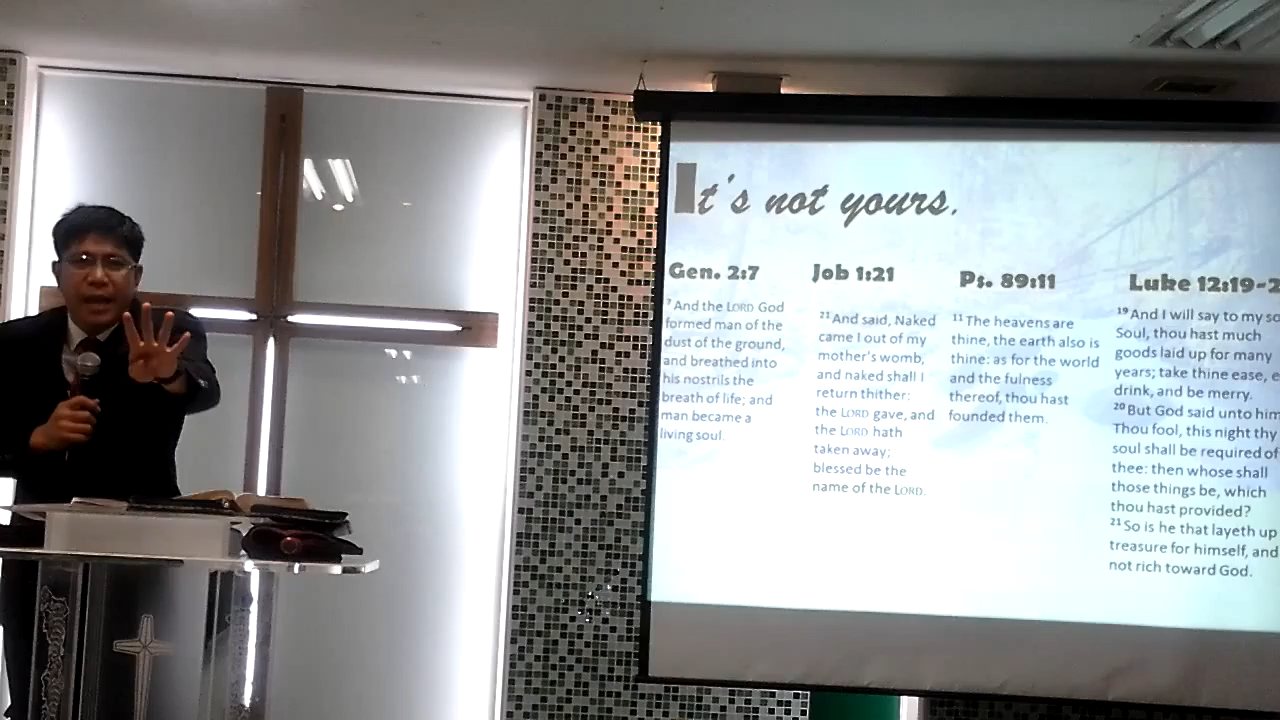 It's not yours.
Gen. 2:7
7 And the LORD God
formed man of the
dust of the ground,
and breathed into
his nostrils the
breath of life; and
man became a
living soul.
Job 1:21
21 And said, Naked
came I out of my
mother's womb,
and naked shall I
return thither:
the LORD gave, and
the LORD hath
taken away;
blessed be the
name of the LORD.
Ps. 89:11
11 The heavens are
thine, the earth also is
thine: as for the world
and the fulness
thereof, thou hast
founded them.
Luke 12:19-2
19 And I will say to my so
Soul, thou hast much
goods laid up for many
years; take thine ease, e
drink, and be merry.
20 But God said unto him
Thou fool, this night thy
soul shall be required of
thee: then whose shall
those things be, which
thou hast provided?
21 So is he that layeth up
treasure for himself, and
not rich toward God.